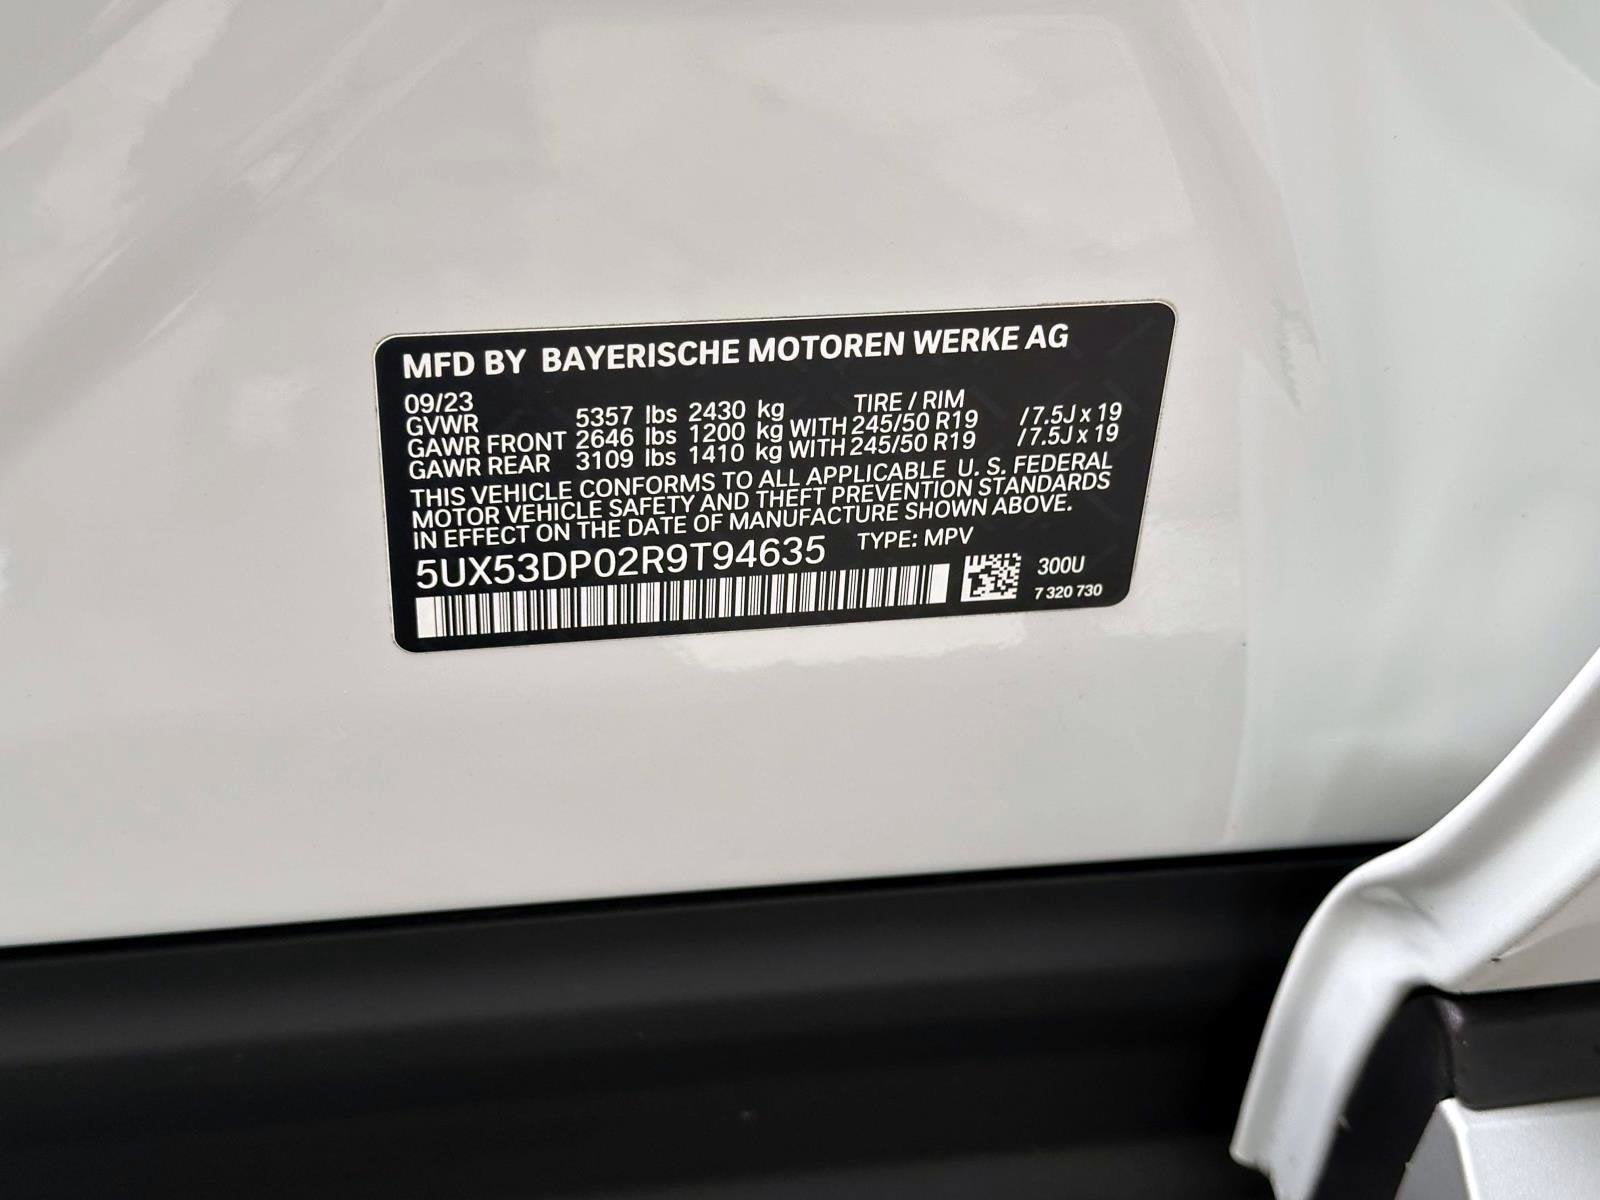 MFD BY BAYERISCHE MOTOREN WERKE AG
09/23 TIRE / RIM
GVWR 5357 lbs 2430 kg
GAWR FRONT 2646 lbs 1200 kg WITH 245/50 R19 / 7.5J x 19
GAWR REAR 3109 lbs 1410 kg WITH 245/50 R19 / 7.5J x 19
THIS VEHICLE CONFORMS TO ALL APPLICABLE U. S. FEDERAL
MOTOR VEHICLE SAFETY AND THEFT PREVENTION STANDARDS
IN EFFECT ON THE DATE OF MANUFACTURE SHOWN ABOVE.
5UX53DP02R9T94635 TYPE: MPV
300U
7 320 730